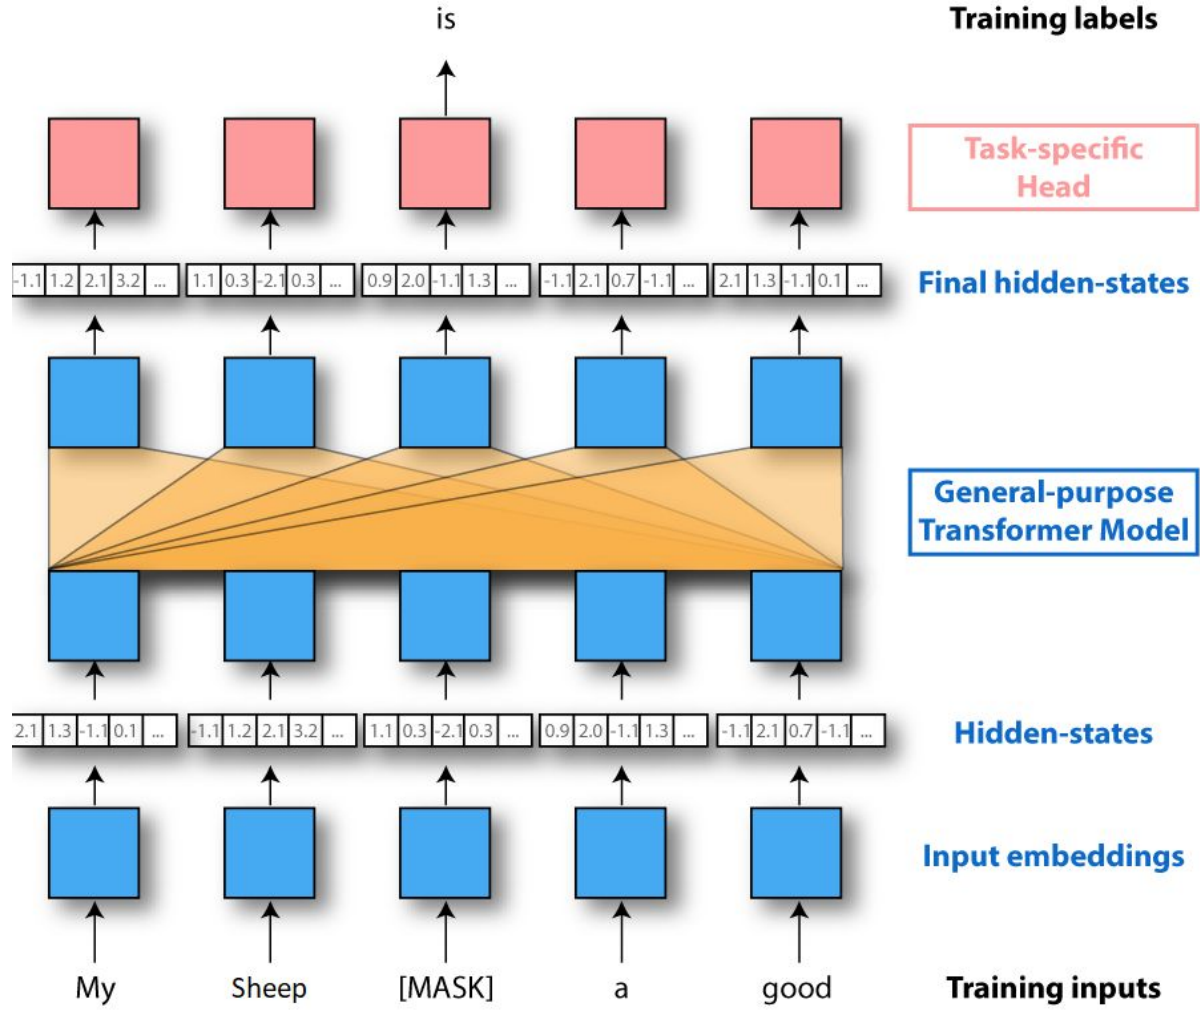 is
Training labels
Task-specific
Head
-1.1 1.2 2.1 3.2 ...
1.1 0.3 -2.1 0.3 ...
0.9 2.0 -1.1 1.3 ...
-1.1 2.1 0.7 -1.1 ...
2.1 1.3 -1.1 0.1 ...
Final hidden-states
General-purpose
Transformer Model
2.1 1.3 -1.1 0.1 ...
-1.1 1.2 2.1 3.2 ...
1.1 0.3 -2.1 0.3 ...
0.9 2.0 -1.1 1.3 ...
-1.1 2.1 0.7 -1.1 ...
Hidden-states
Input embeddings
My Sheep [MASK] a good
Training inputs